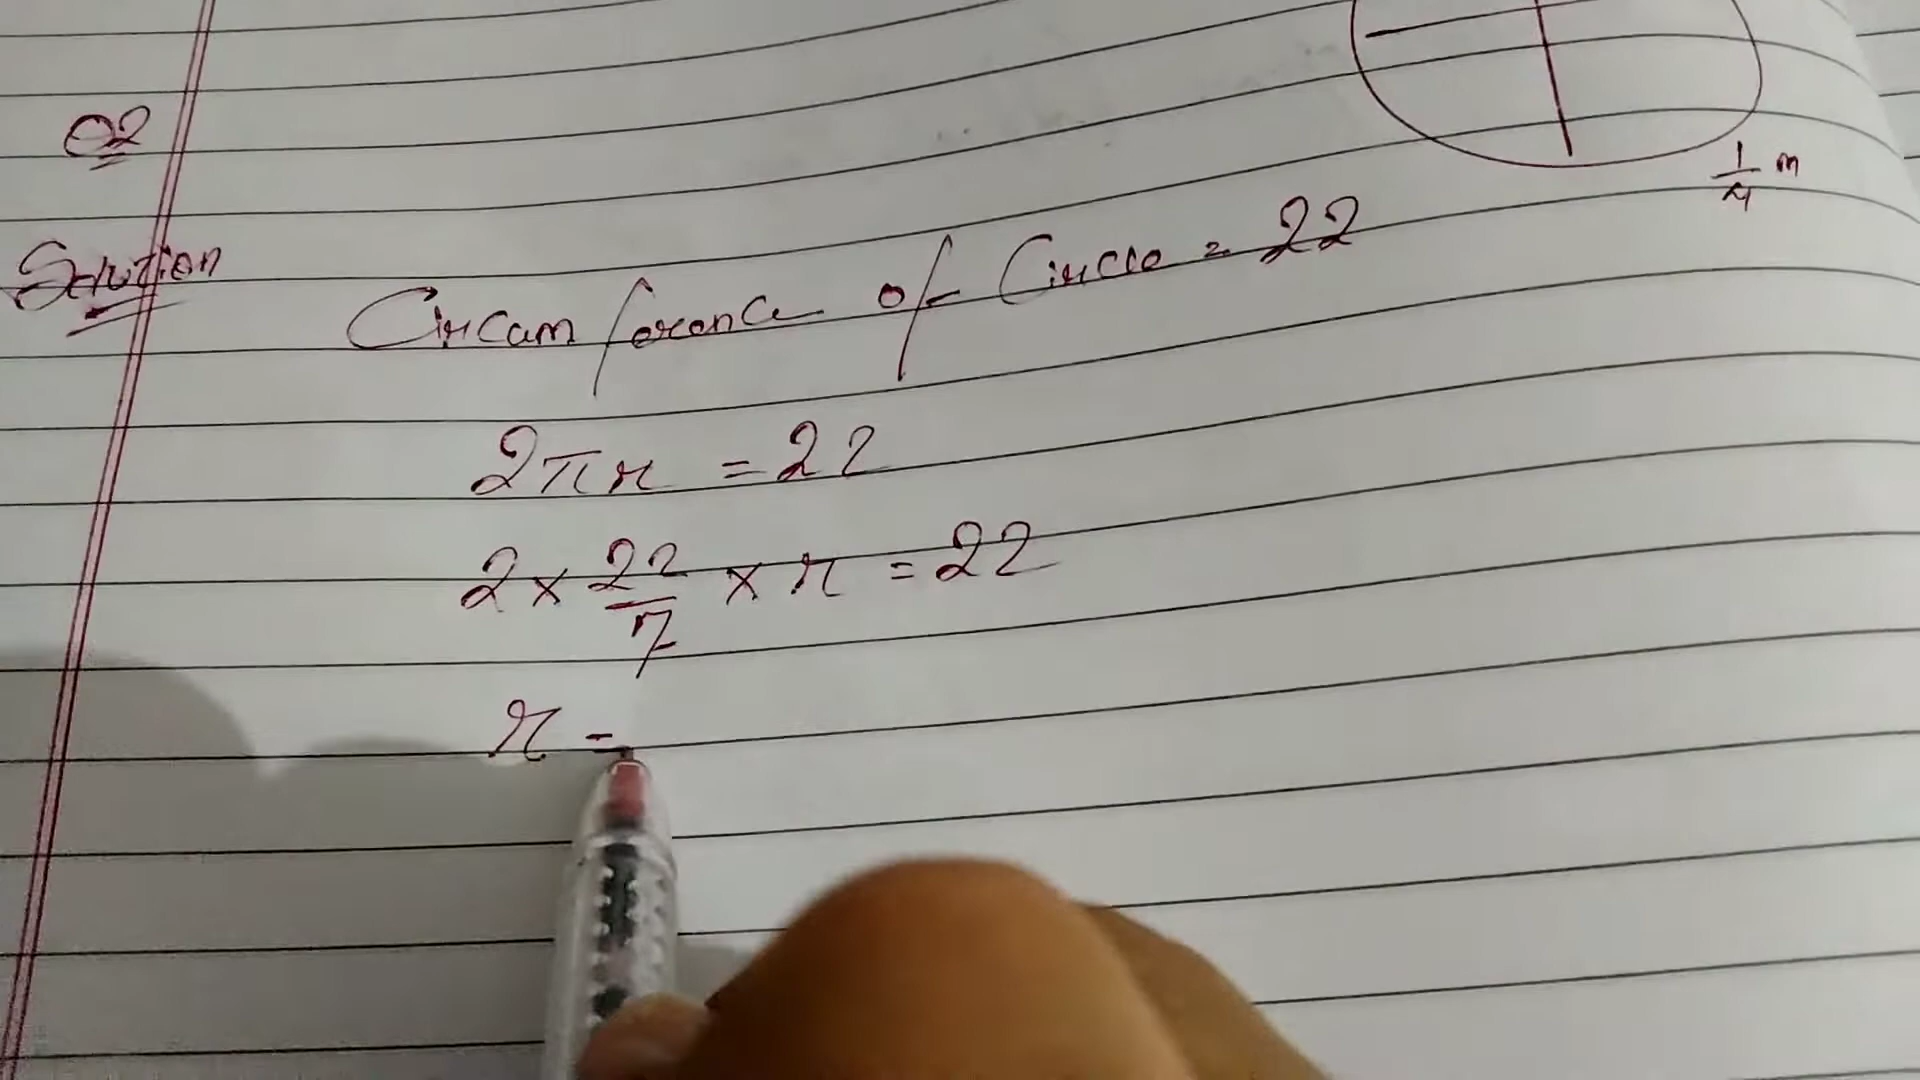 Q2
1/4 m
Solution
Circumference of Circle = 22
2πr = 22
2 × 22/7 × r = 22
r =